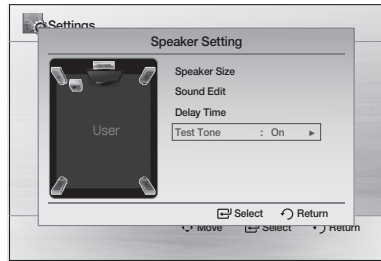 Settings
Speaker Setting
Speaker Size
Sound Edit
Delay Time
User
Test Tone : On ►
Select Return
Move Select Return